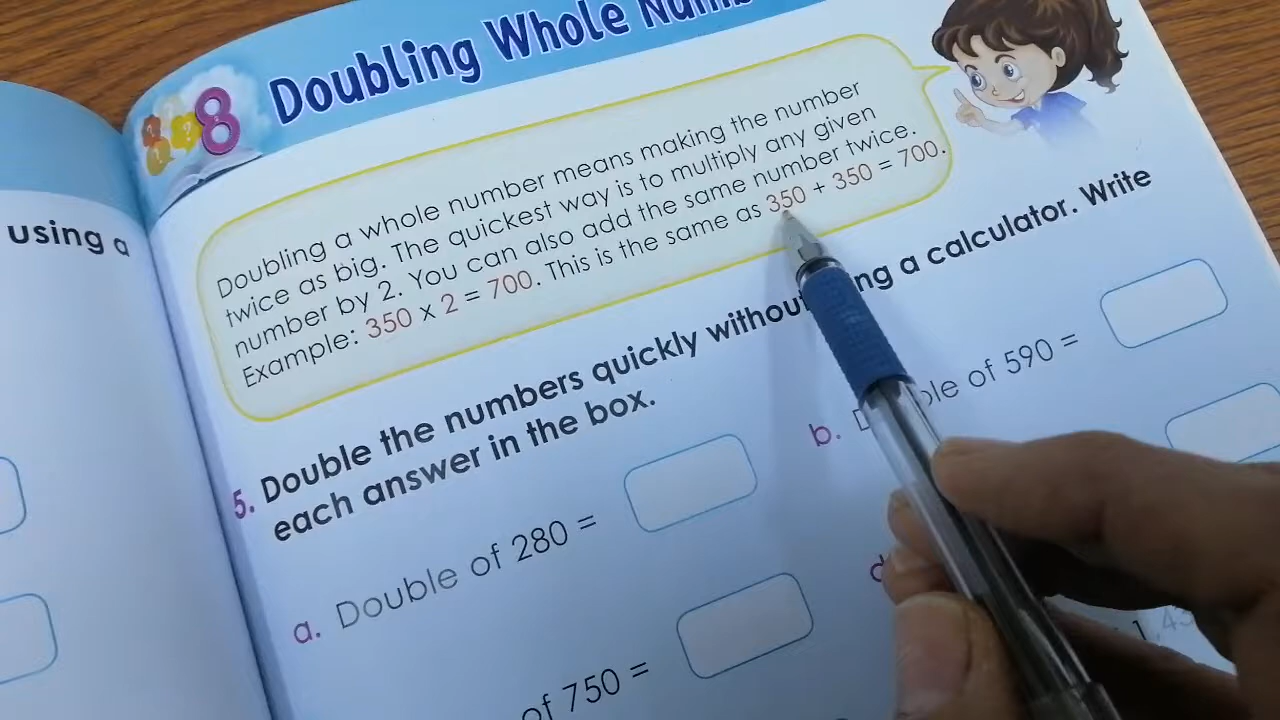 using a
8
Doubling Whole
Doubling a whole number means making the number
twice as big. The quickest way is to multiply any given
number by 2. You can also add the same number twice.
Example: 350 x 2 = 700. This is the same as 350 + 350 = 700.
5. Double the numbers quickly without a calculator. Write
each answer in the box.
a. Double of 280 =
b. of 590 =
of 750 =
d.